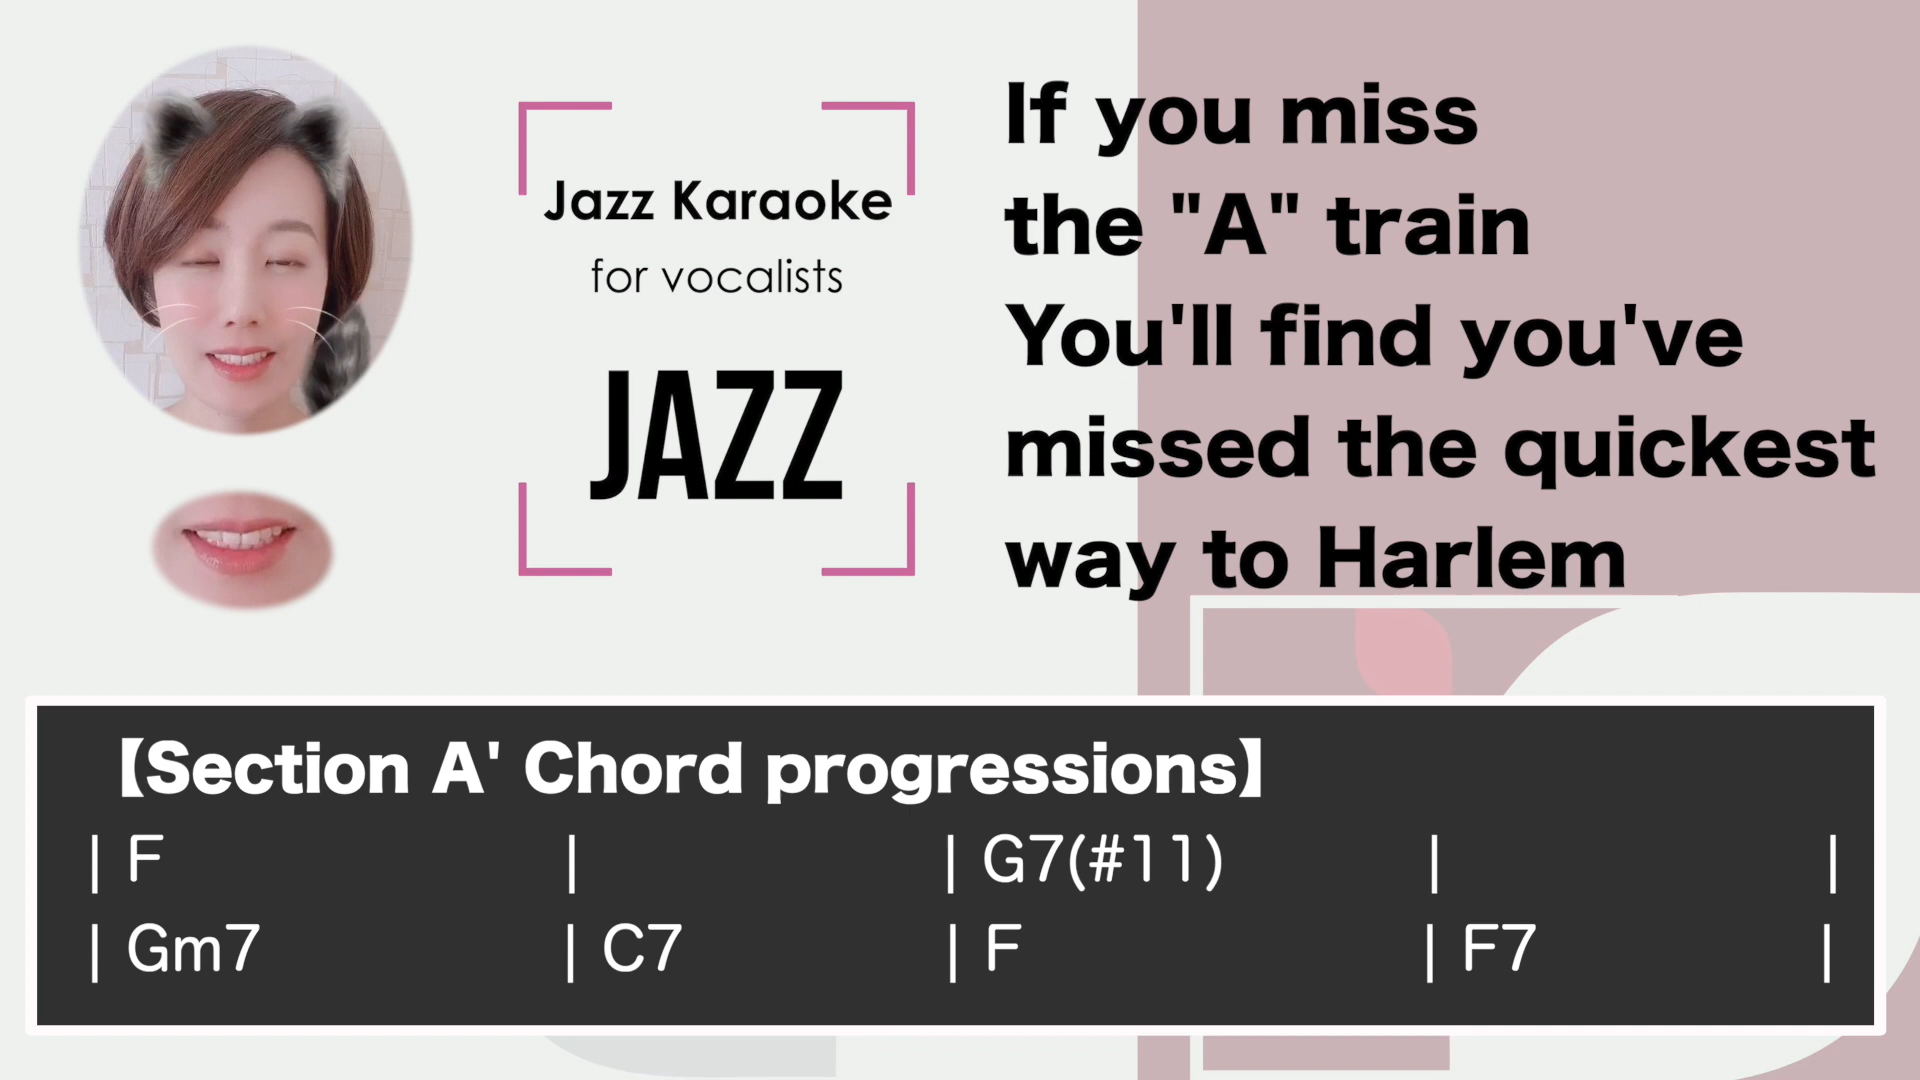 Jazz Karaoke
for vocalists
JAZZ
If you miss
the "A" train
You'll find you've
missed the quickest
way to Harlem
【Section A' Chord progressions】
| F | | G7(#11) | |
| Gm7 | C7 | F | F7 |